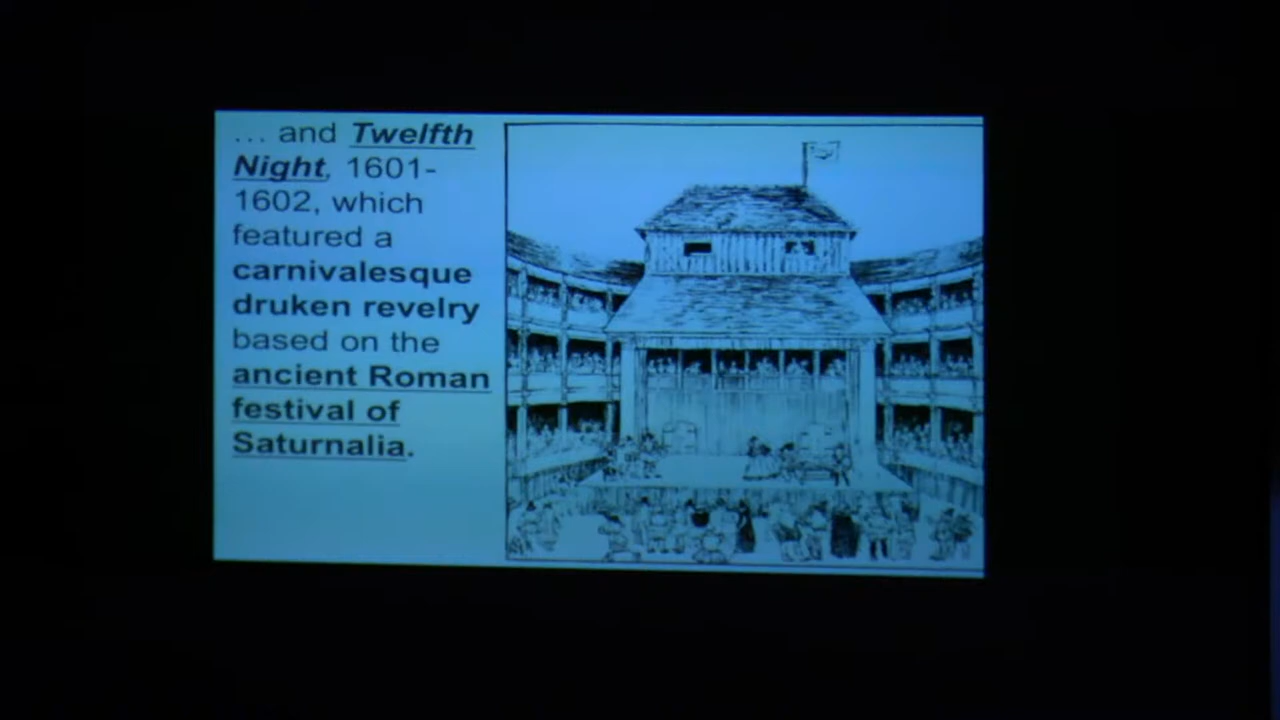 ... and Twelfth
Night, 1601-
1602, which
featured a
carnivalesque
druken revelry
based on the
ancient Roman
festival of
Saturnalia.